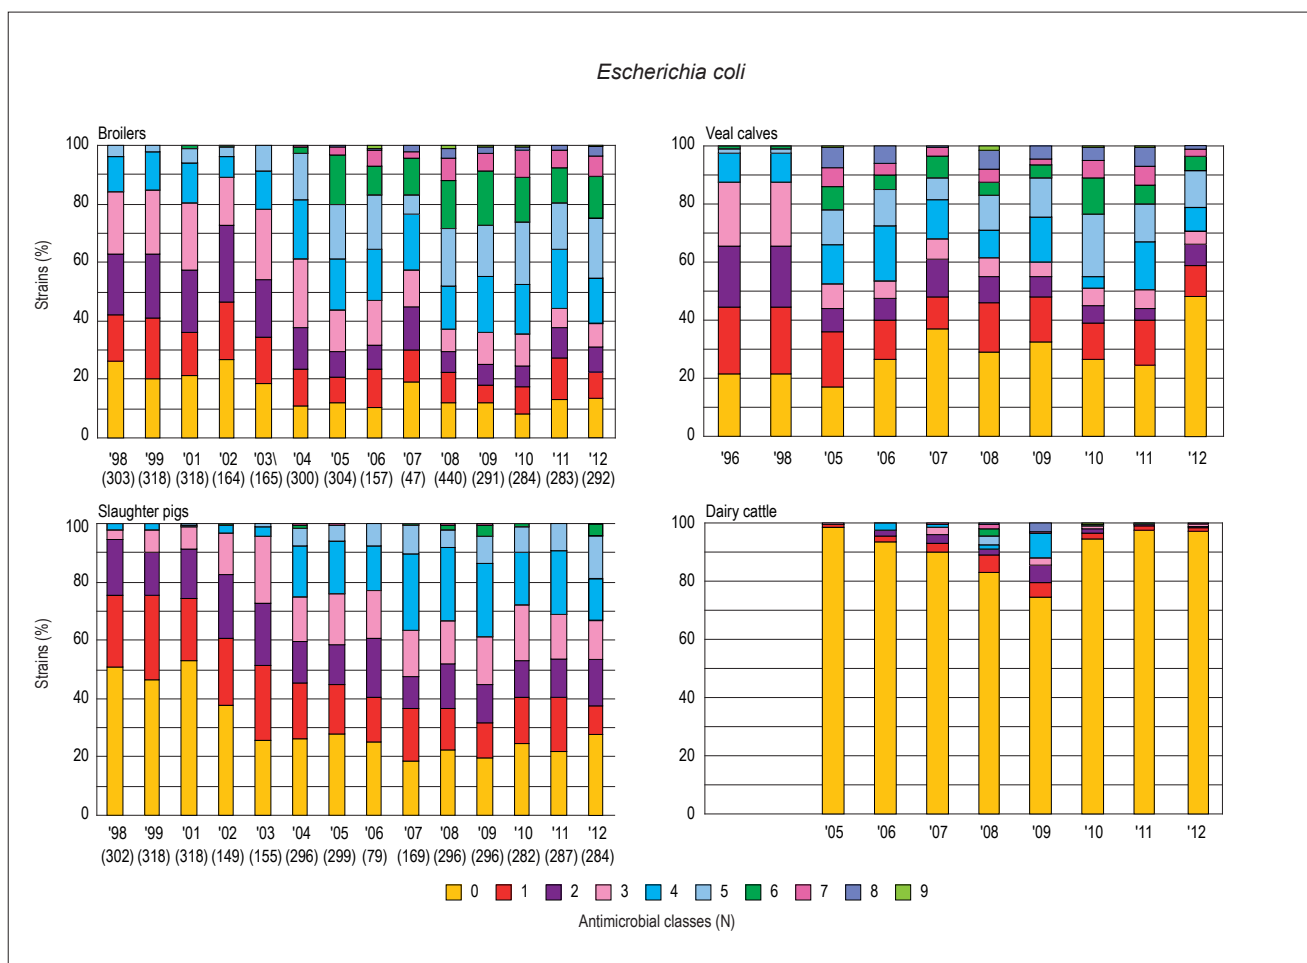 Escherichia coli
Broilers
Strains (%)
100
80
60
40
20
0
'98 '99 '01 '02 '03\ '04 '05 '06 '07 '08 '09 '10 '11 '12
(303) (318) (318) (164) (165) (300) (304) (157) (47) (440) (291) (284) (283) (292)
Veal calves
100
80
60
40
20
0
'96 '98 '05 '06 '07 '08 '09 '10 '11 '12
Slaughter pigs
Strains (%)
100
80
60
40
20
0
'98 '99 '01 '02 '03 '04 '05 '06 '07 '08 '09 '10 '11 '12
(302) (318) (318) (149) (155) (296) (299) (79) (169) (296) (296) (282) (287) (284)
Dairy cattle
100
80
60
40
20
0
'05 '06 '07 '08 '09 '10 '11 '12
0 1 2 3 4 5 6 7 8 9
Antimicrobial classes (N)